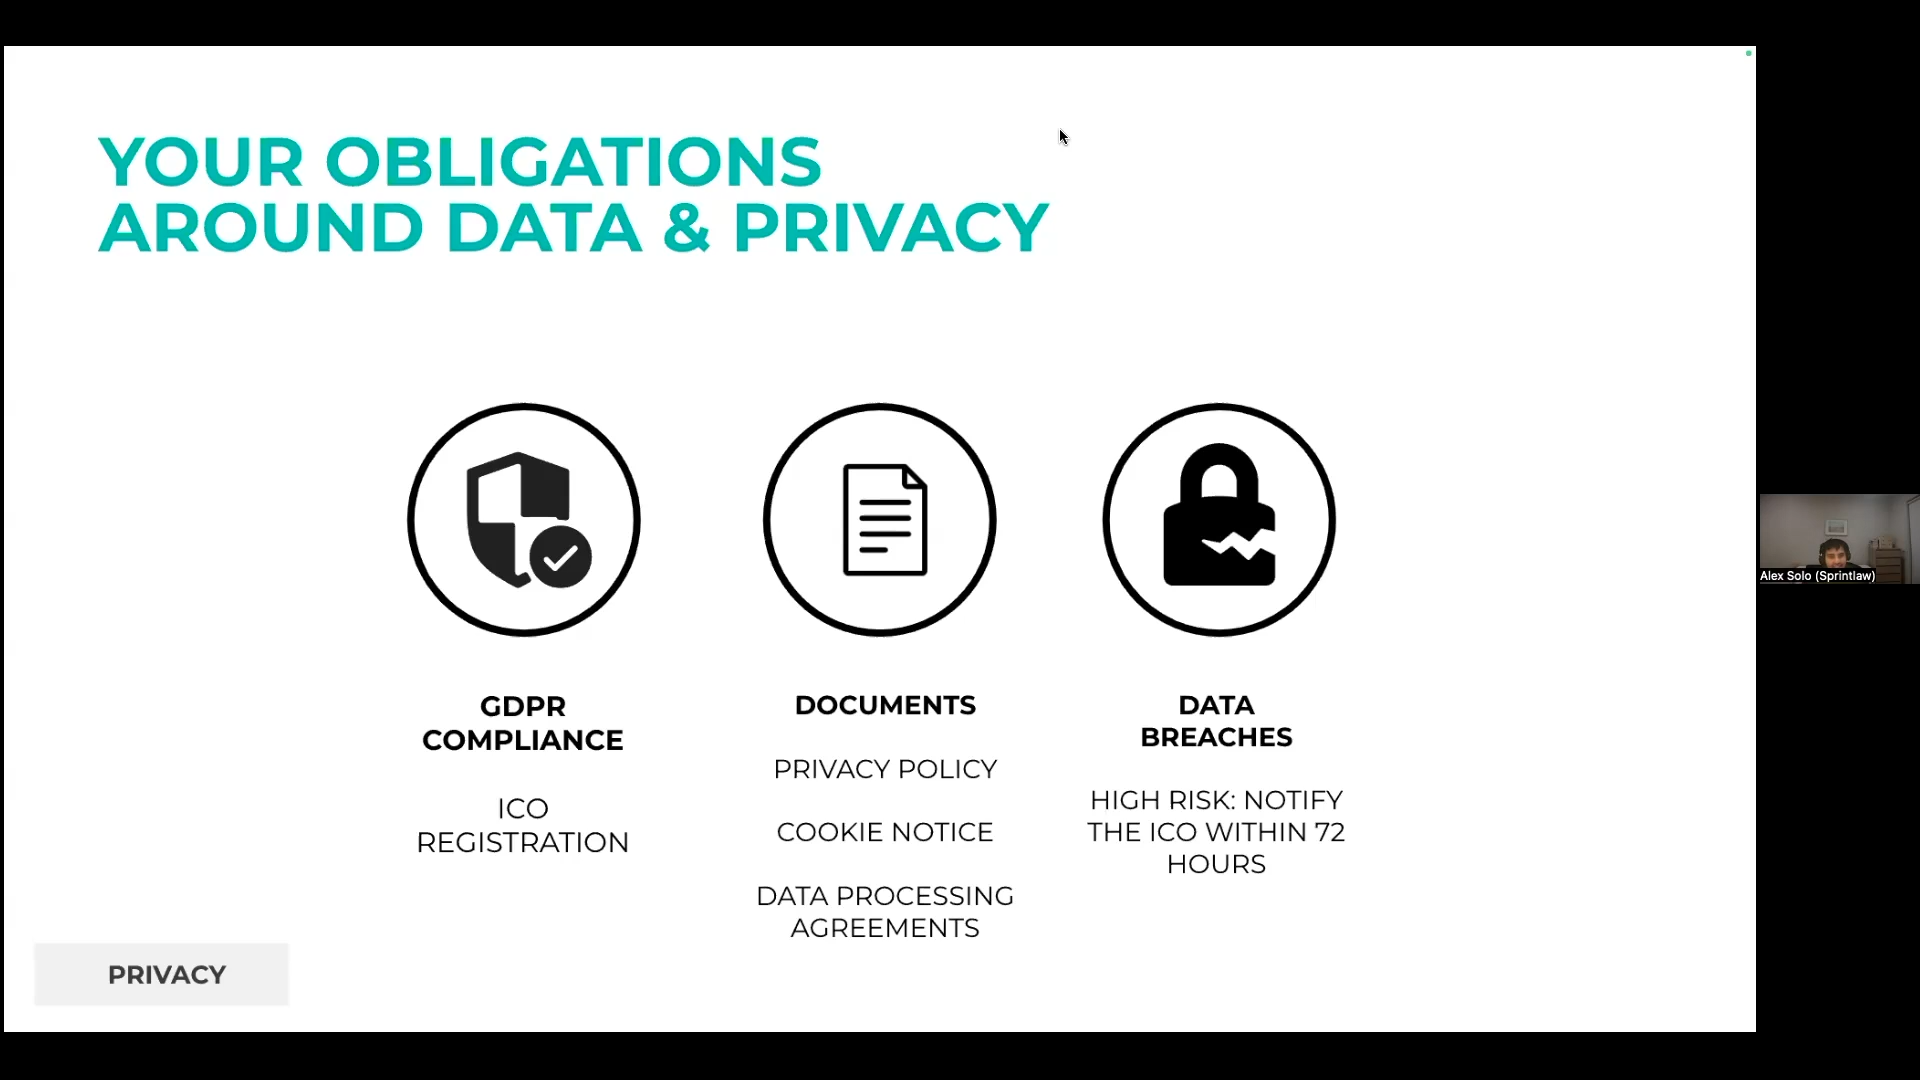 YOUR OBLIGATIONS
AROUND DATA & PRIVACY
GDPR
COMPLIANCE
ICO
REGISTRATION
DOCUMENTS
PRIVACY POLICY
COOKIE NOTICE
DATA PROCESSING
AGREEMENTS
DATA
BREACHES
HIGH RISK: NOTIFY
THE ICO WITHIN 72
HOURS
PRIVACY
Alex Solo (Sprintlaw)